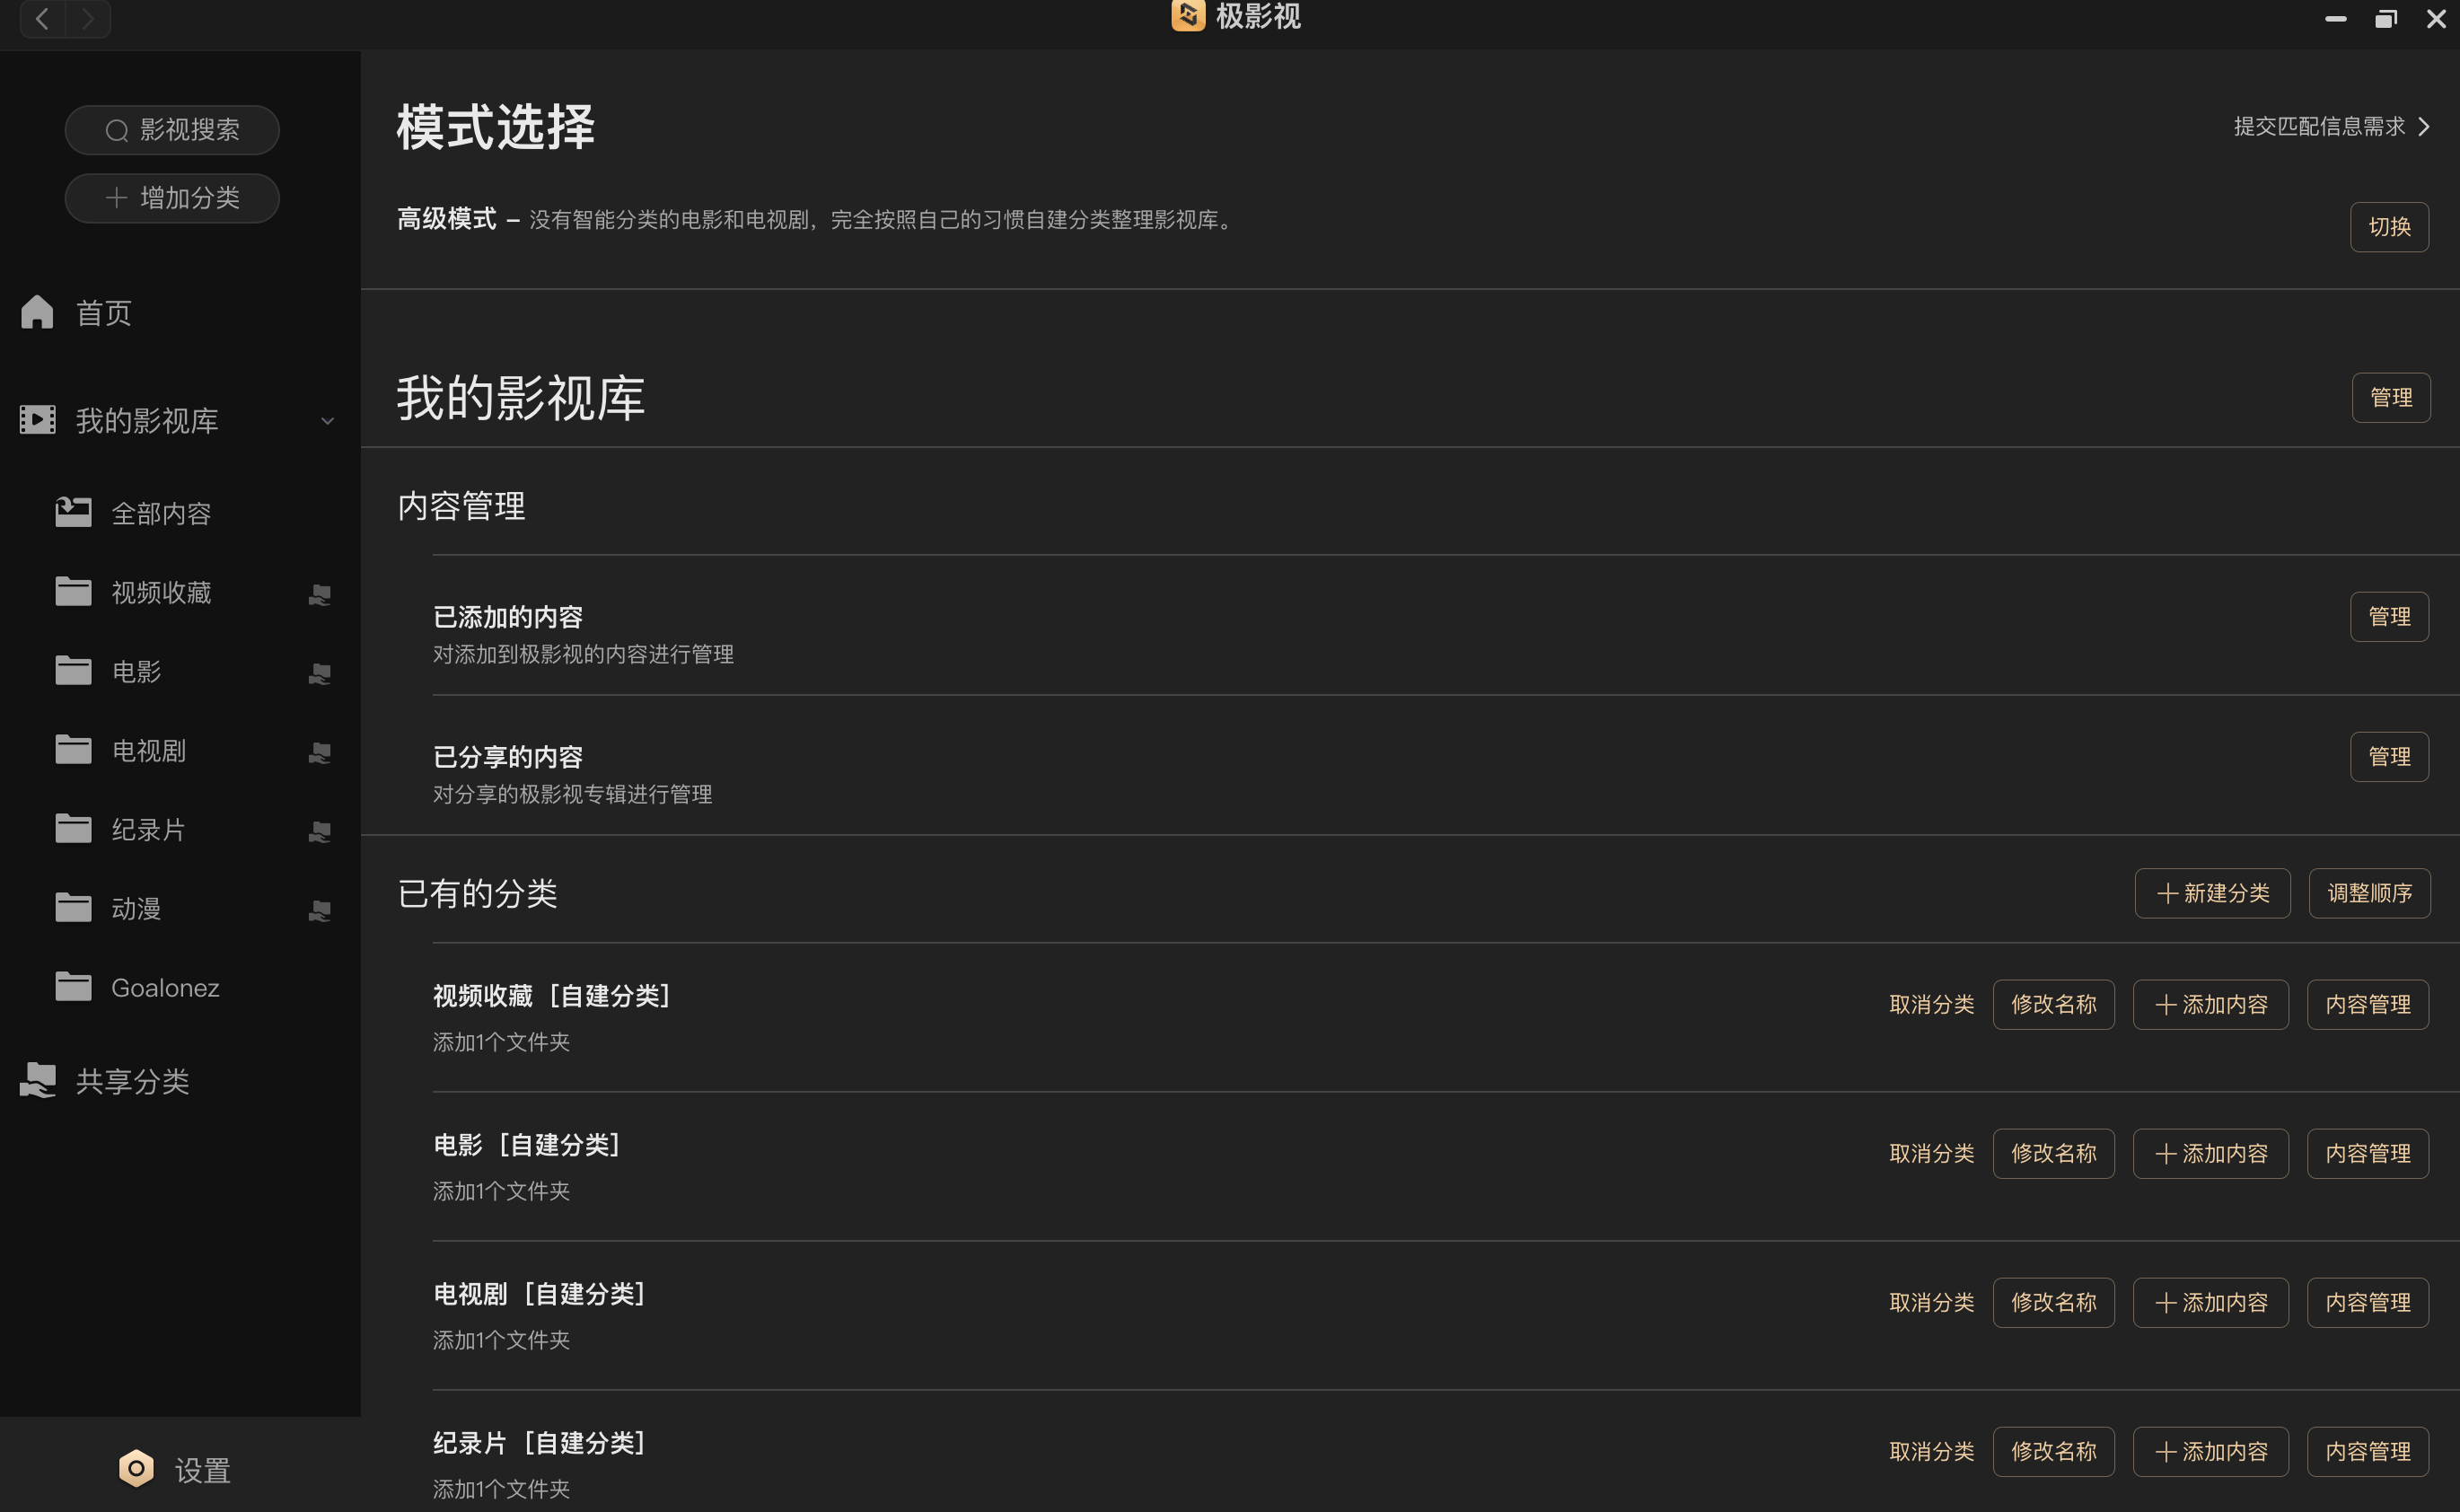 极影视
影视搜索
增加分类
首页
我的影视库
全部内容
视频收藏
电影
电视剧
纪录片
动漫
Goalonez
共享分类
设置
模式选择
提交匹配信息需求
高级模式 – 没有智能分类的电影和电视剧，完全按照自己的习惯自建分类整理影视库。
切换
我的影视库
管理
内容管理
已添加的内容
管理
对添加到极影视的内容进行管理
已分享的内容
管理
对分享的极影视专辑进行管理
已有的分类
新建分类
调整顺序
视频收藏［自建分类］
取消分类
修改名称
添加内容
内容管理
添加1个文件夹
电影［自建分类］
取消分类
修改名称
添加内容
内容管理
添加1个文件夹
电视剧［自建分类］
取消分类
修改名称
添加内容
内容管理
添加1个文件夹
纪录片［自建分类］
取消分类
修改名称
添加内容
内容管理
添加1个文件夹